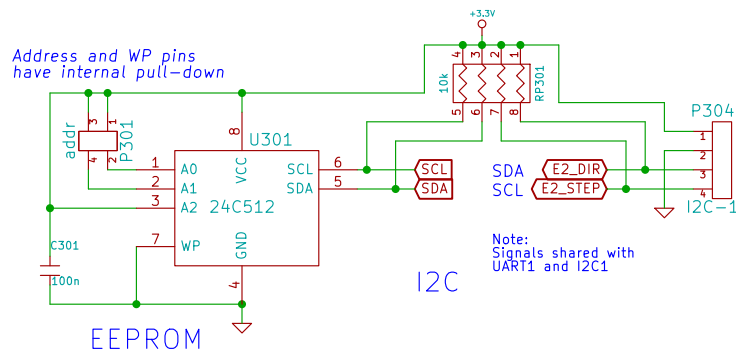 +3.3V
Address and WP pins
have internal pull-down
4 3 2 1
10k
RP301
5 6 7 8
P304
3 1
addr
P301
4 2
8
U301
VCC
1 A0
2 A1
3 A2
7 WP
24C512
GND
4
SCL 6
SDA 5
SCL
SDA
SDA E2_DIR
SCL E2_STEP
1
2
3
4
I2C-1
C301
100n
Note:
Signals shared with
UART1 and I2C1
I2C
EEPROM